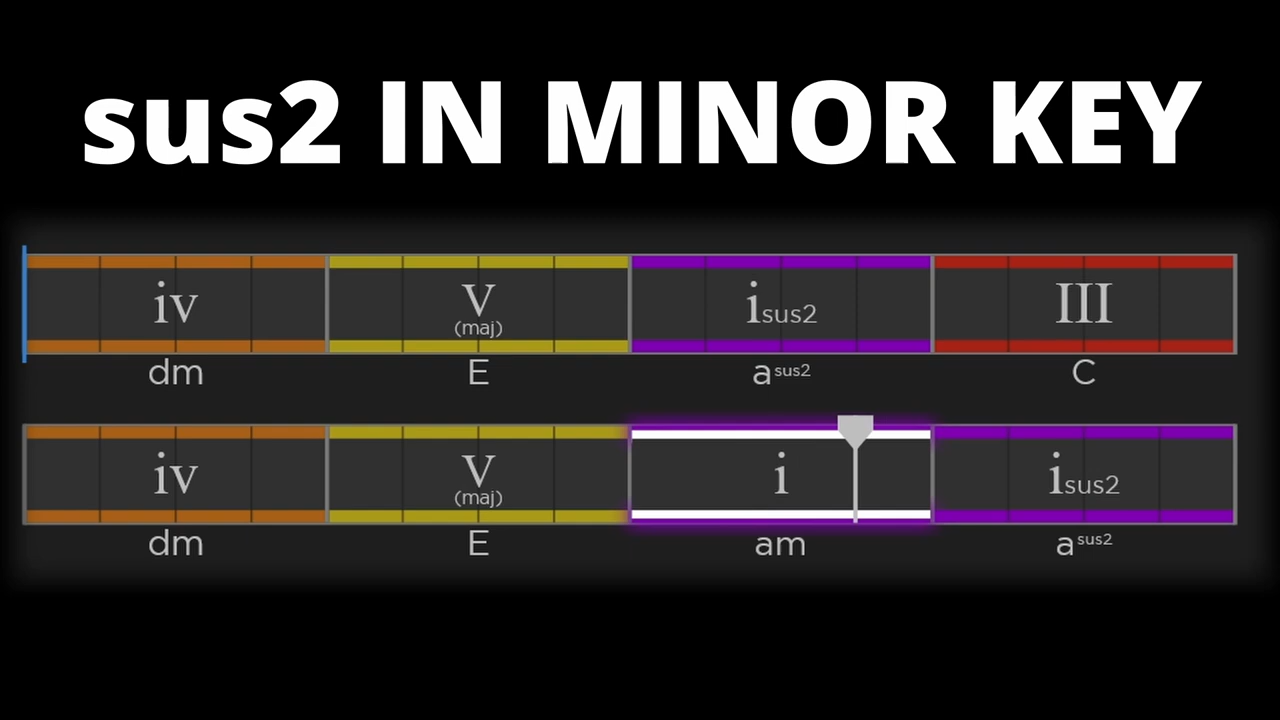 sus2 IN MINOR KEY
iv V (maj) isus2 III
dm E asus2 C
iv V (maj) i isus2
dm E am asus2